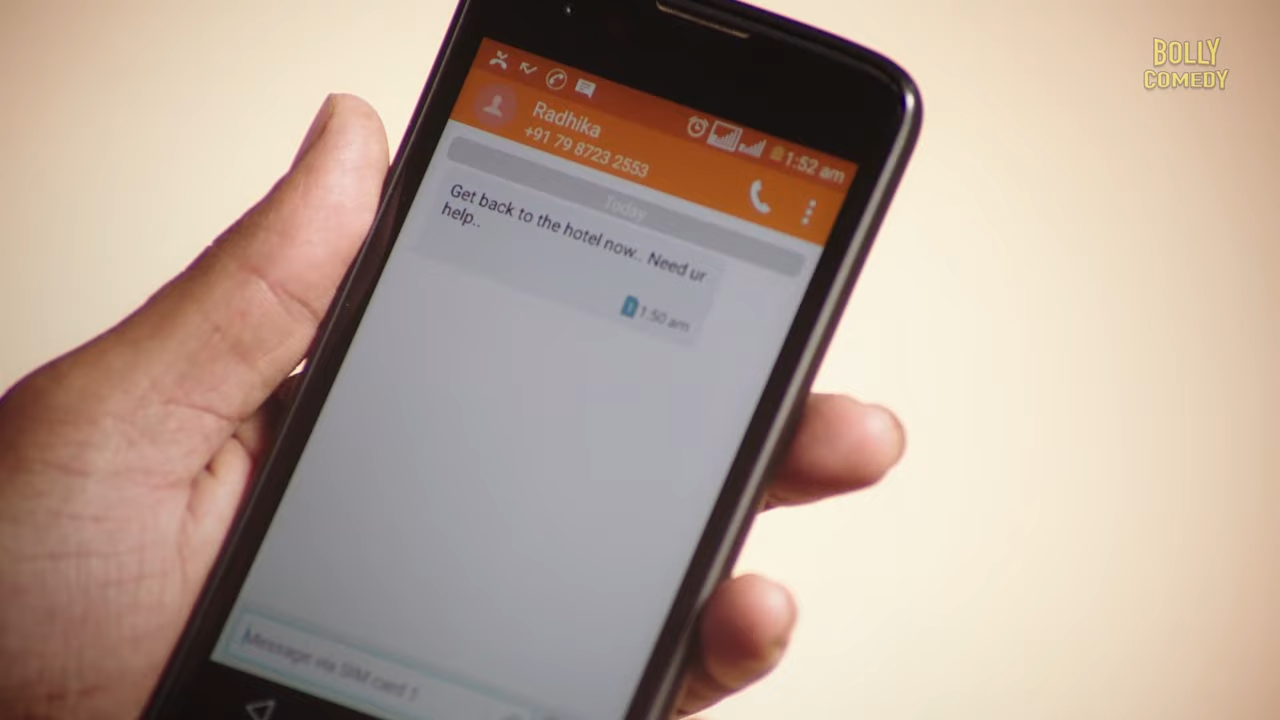 BOLLY
COMEDY
1:52 am
Radhika
+91 79 8723 2553
Today
Get back to the hotel now.. Need ur
help..
1 1:50 am
Message via SIM card 1